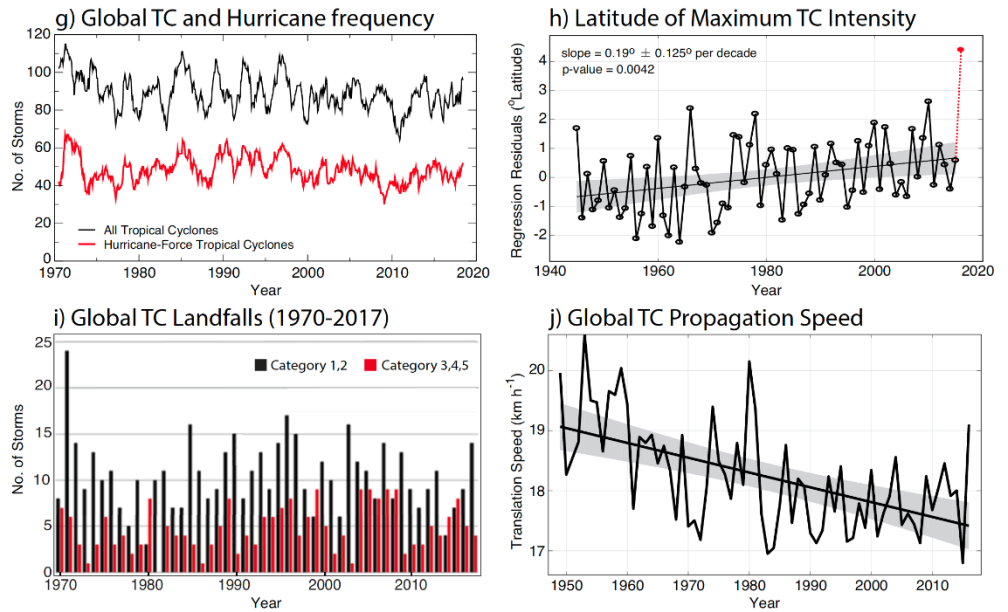 g) Global TC and Hurricane frequency
No. of Storms
120
100
80
60
40
20
0
All Tropical Cyclones
Hurricane-Force Tropical Cyclones
1970 1980 1990 2000 2010 2020
Year
h) Latitude of Maximum TC Intensity
Regression Residuals (⁰Latitude)
4
3
2
1
0
-1
-2
slope = 0.19⁰ ± 0.125⁰ per decade
p-value = 0.0042
1940 1960 1980 2000 2020
Year
i) Global TC Landfalls (1970-2017)
No. of Storms
25
20
15
10
5
0
Category 1,2 Category 3,4,5
1970 1980 1990 2000 2010
Year
j) Global TC Propagation Speed
Translation Speed (km h⁻¹)
20
19
18
17
1950 1960 1970 1980 1990 2000 2010
Year